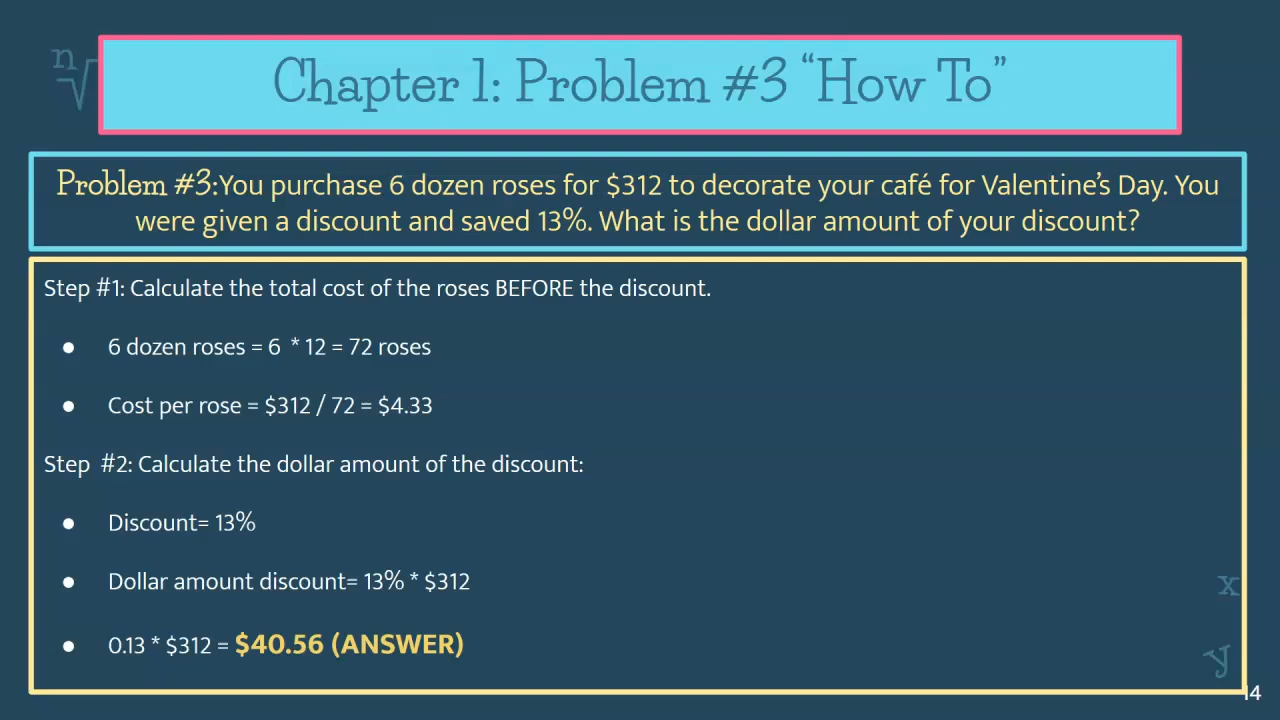 n
√
Chapter 1: Problem #3 “How To”
Problem #3:You purchase 6 dozen roses for $312 to decorate your café for Valentine’s Day. You
were given a discount and saved 13%. What is the dollar amount of your discount?
Step #1: Calculate the total cost of the roses BEFORE the discount.
● 6 dozen roses = 6 * 12 = 72 roses
● Cost per rose = $312 / 72 = $4.33
Step #2: Calculate the dollar amount of the discount:
● Discount= 13%
● Dollar amount discount= 13% * $312
● 0.13 * $312 = $40.56 (ANSWER)
x
y
14